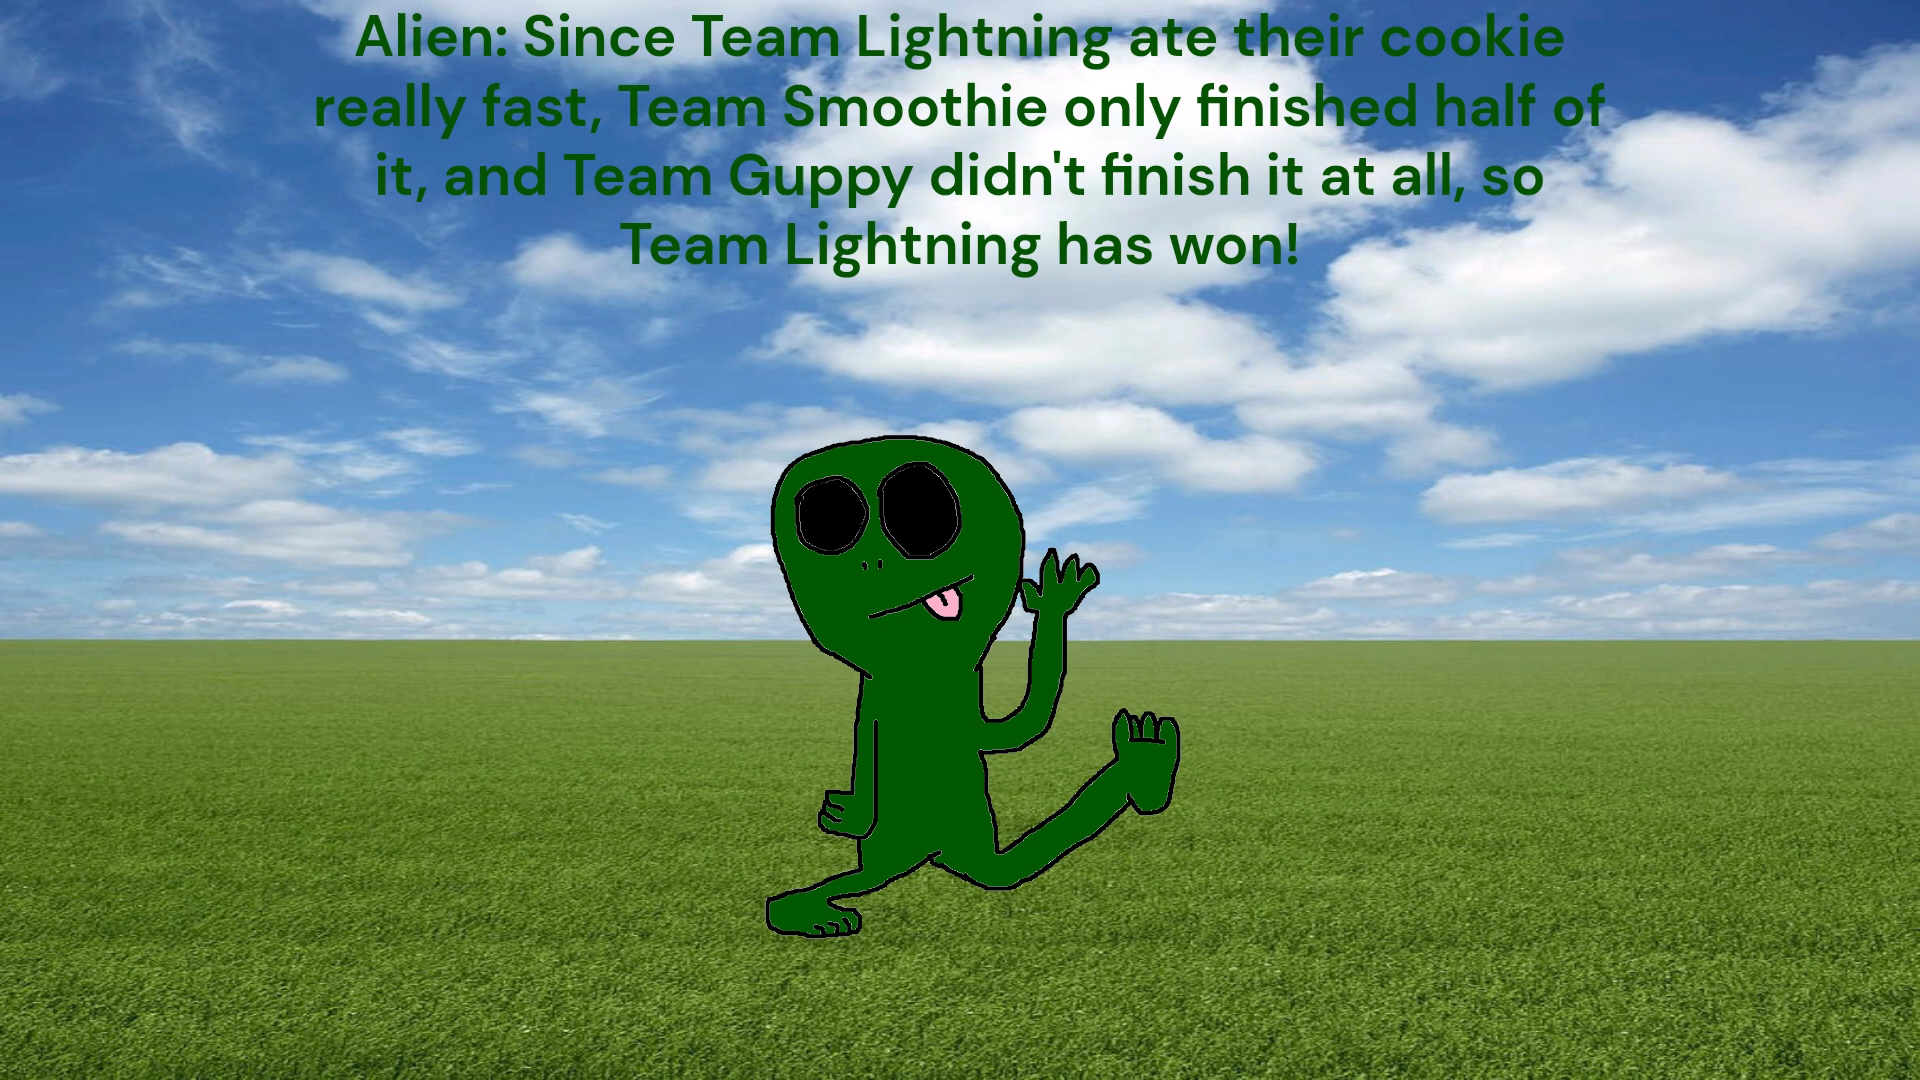 Alien: Since Team Lightning ate their cookie
really fast, Team Smoothie only finished half of
it, and Team Guppy didn't finish it at all, so
Team Lightning has won!